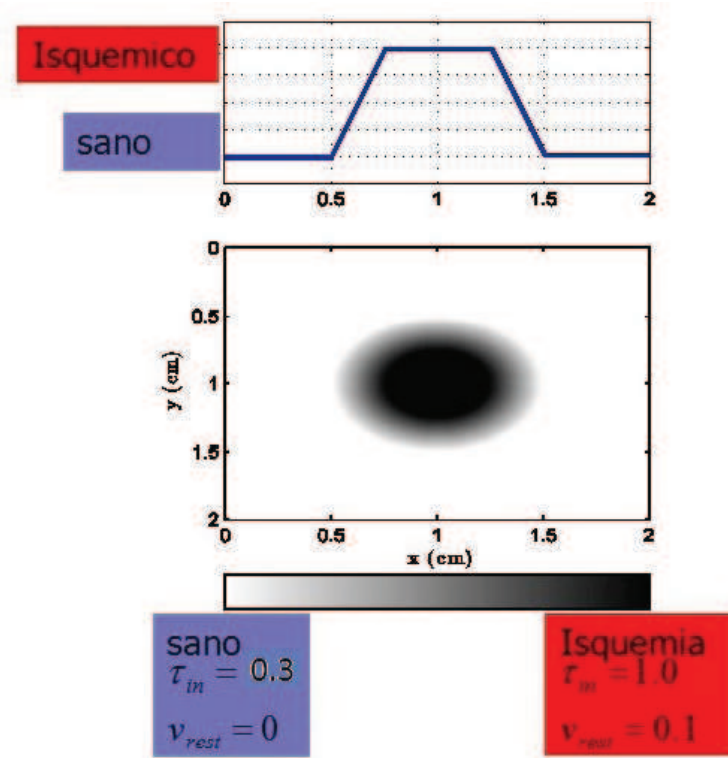 Isquemico
sano
0 0.5 1 1.5 2
0
0.5
1
1.5
2
y (cm)
0 0.5 1 1.5 2
x (cm)
sano
τin = 0.3
vrest = 0
Isquemia
τin = 1.0
vrest = 0.1